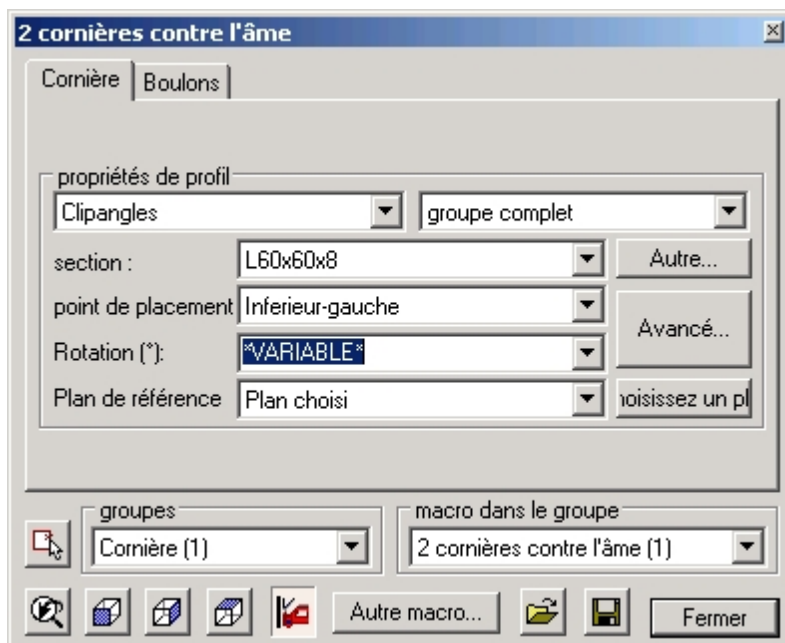 2 cornières contre l'âme
Cornière Boulons
propriétés de profil
Clipangles groupe complet
section : L60x60x8 Autre...
point de placement Inferieur-gauche
Avancé...
Rotation (°): *VARIABLE*
Plan de référence Plan choisi hoisissez un pl
groupes macro dans le groupe
Cornière (1) 2 cornières contre l'âme (1)
Autre macro... Fermer